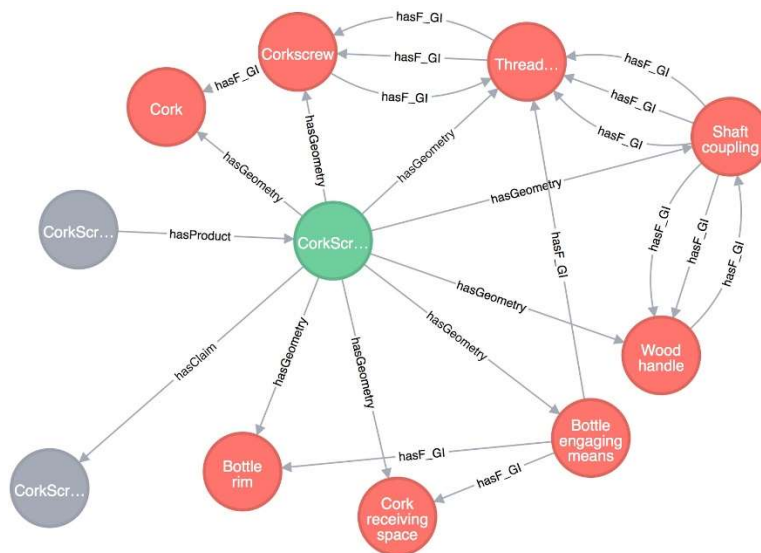 hasF_GI
Corkscrew
hasF_GI
Thread…
hasF_GI
hasF_GI
Cork
hasF_GI
hasF_GI
hasF_GI
hasF_GI
Shaft
coupling
hasGeometry
hasGeometry
hasGeometry
hasGeometry
CorkScr…
hasProduct
CorkScr…
hasF_GI
hasF_GI
hasF_GI
hasGeometry
hasF_GI
Wood
handle
hasClaim
hasGeometry
hasGeometry
hasGeometry
Bottle
engaging
means
Bottle
rim
hasF_GI
hasF_GI
CorkScr…
Cork
receiving
space